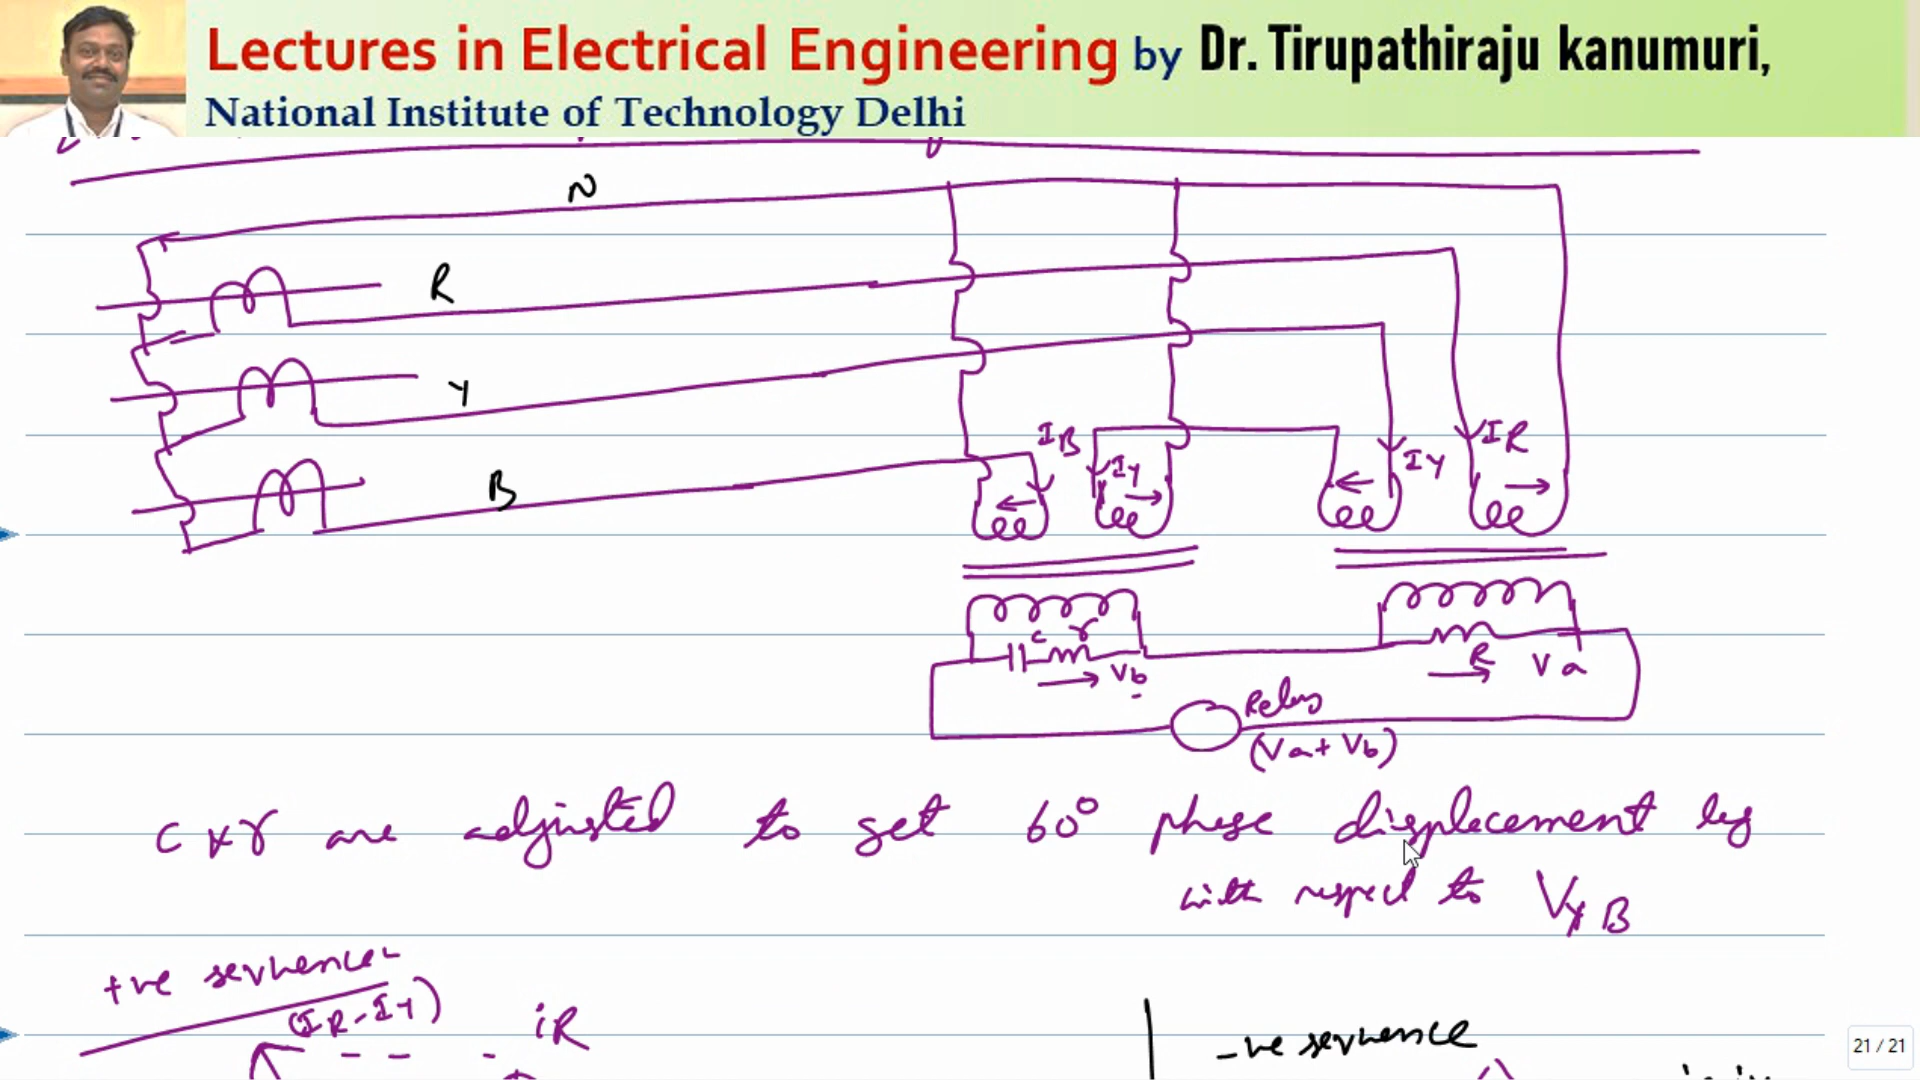 Lectures in Electrical Engineering by Dr. Tirupathiraju kanumuri,
National Institute of Technology Delhi
N
R
Y
B
IB
IY
IY
IR
C r
Vb
R Va
Relay
(Va + Vb)
C & r are adjusted to get 60° phase displacement lag
with respect to VYB
+ve sequence
(IR - IY)
iR
-ve sequence
21 / 21